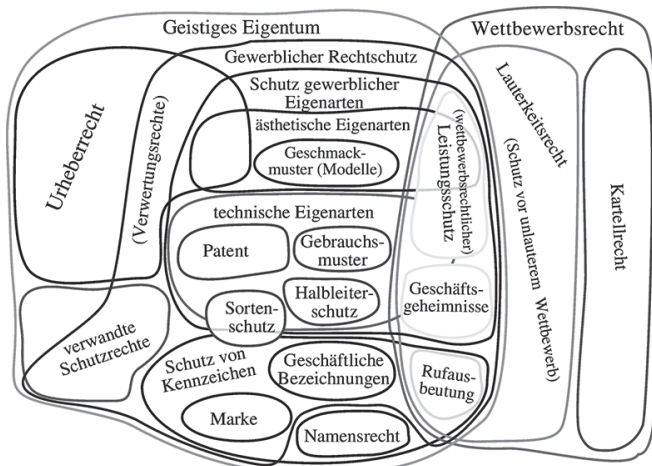 Geistiges Eigentum
Wettbewerbsrecht
Gewerblicher Rechtschutz
Schutz gewerblicher
Eigenarten
ästhetische Eigenarten
Geschmack-
muster (Modelle)
Urheberrecht
(Verwertungsrechte)
(wettbewerbsrechtlicher)
Leistungsschutz
Lauterkeitsrecht
(Schutz vor unlauterem Wettbewerb)
Kartellrecht
technische Eigenarten
Patent
Gebrauchs-
muster
Sorten-
schutz
Halbleiter-
schutz
Geschäfts-
geheimnisse
verwandte
Schutzrechte
Schutz von
Kennzeichen
Geschäftliche
Bezeichnungen
Rufaus-
beutung
Marke
Namensrecht